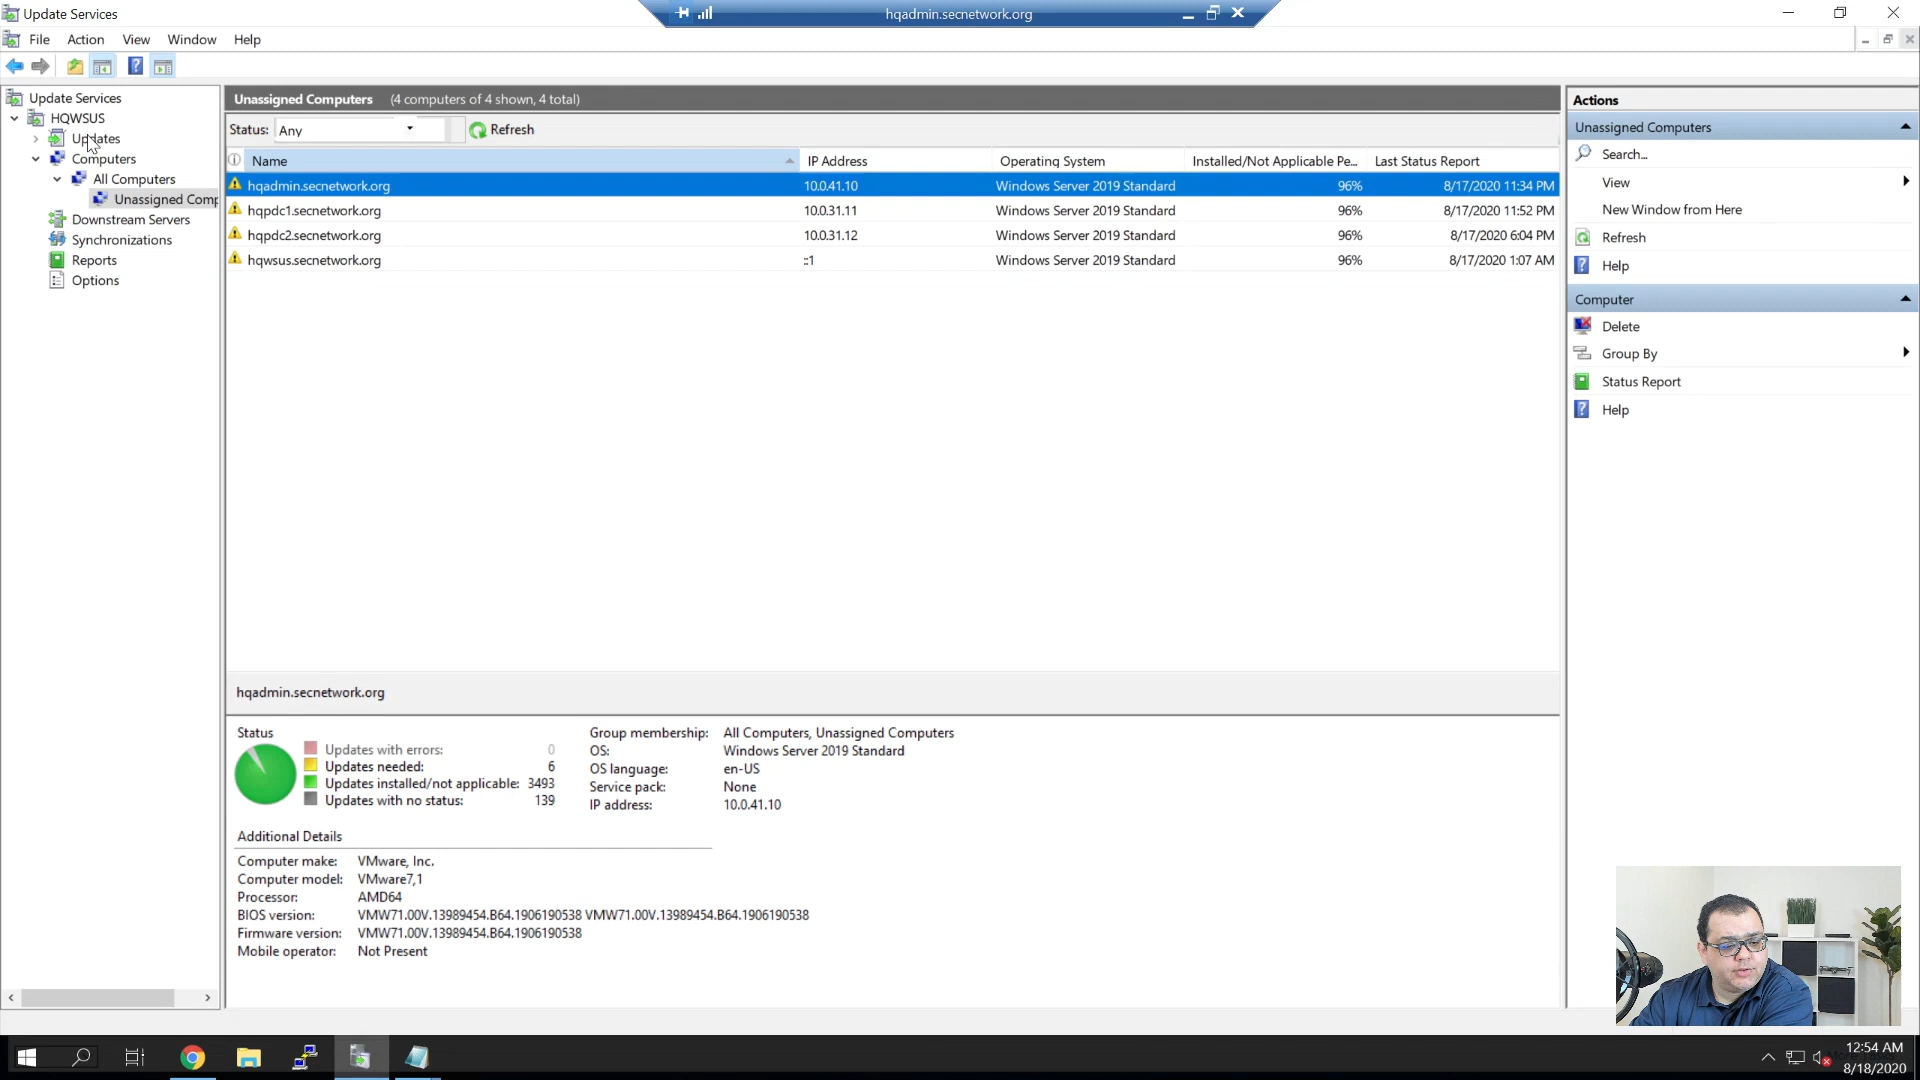 Update Services
hqadmin.secnetwork.org
File Action View Window Help
Update Services
HQWSUS
Updates
Computers
All Computers
Unassigned Comp
Downstream Servers
Synchronizations
Reports
Options
Unassigned Computers (4 computers of 4 shown, 4 total)
Status: Any Refresh
Name IP Address Operating System Installed/Not Applicable Pe... Last Status Report
hqadmin.secnetwork.org 10.0.41.10 Windows Server 2019 Standard 96% 8/17/2020 11:34 PM
hqpdc1.secnetwork.org 10.0.31.11 Windows Server 2019 Standard 96% 8/17/2020 11:52 PM
hqpdc2.secnetwork.org 10.0.31.12 Windows Server 2019 Standard 96% 8/17/2020 6:04 PM
hqwsus.secnetwork.org ::1 Windows Server 2019 Standard 96% 8/17/2020 1:07 AM
hqadmin.secnetwork.org
Status
Updates with errors: 0
Updates needed: 6
Updates installed/not applicable: 3493
Updates with no status: 139
Group membership: All Computers, Unassigned Computers
OS: Windows Server 2019 Standard
OS language: en-US
Service pack: None
IP address: 10.0.41.10
Additional Details
Computer make: VMware, Inc.
Computer model: VMware7,1
Processor: AMD64
BIOS version: VMW71.00V.13989454.B64.1906190538 VMW71.00V.13989454.B64.1906190538
Firmware version: VMW71.00V.13989454.B64.1906190538
Mobile operator: Not Present
Actions
Unassigned Computers
Search...
View
New Window from Here
Refresh
Help
Computer
Delete
Group By
Status Report
Help
12:54 AM
8/18/2020